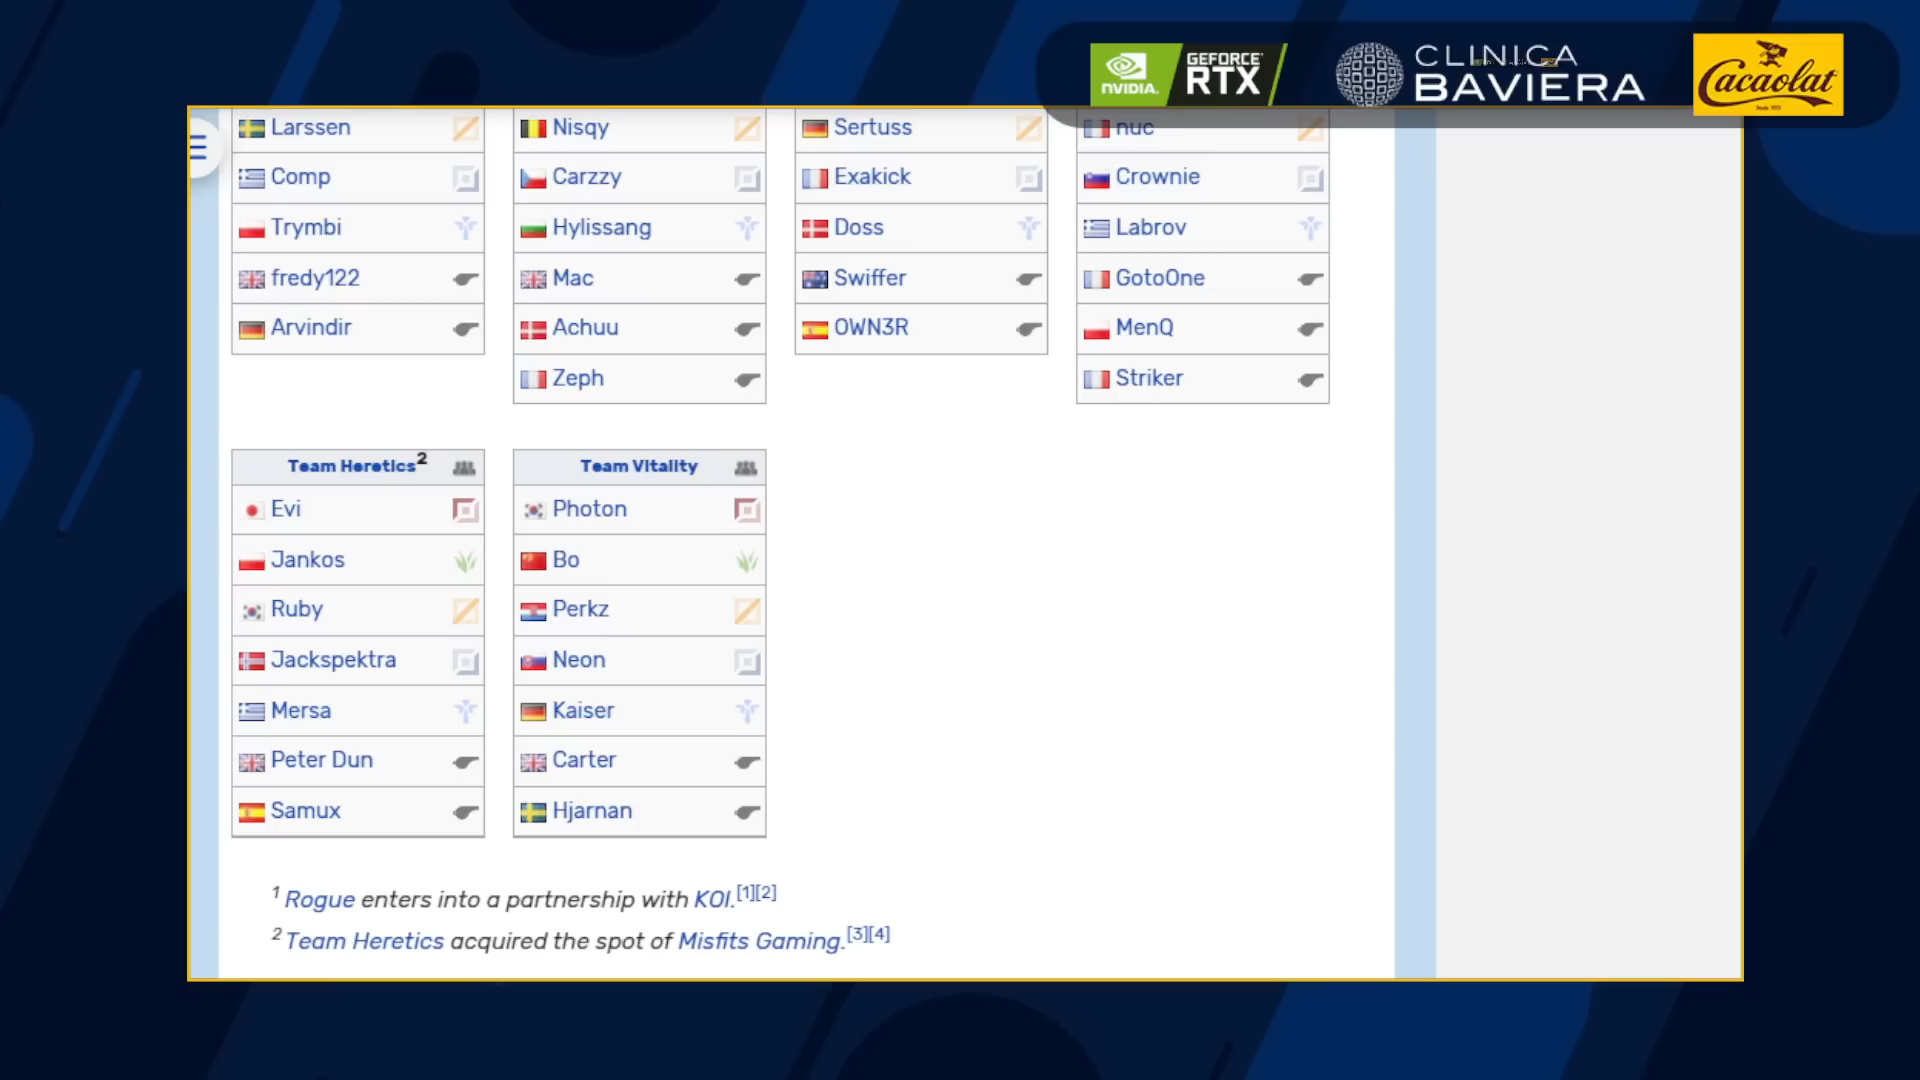 NVIDIA.
GEFORCE
RTX
CLINICA
BAVIERA
Cacaolat
Larssen
Comp
Trymbi
fredy122
Arvindir
Nisqy
Carzzy
Hylissang
Mac
Achuu
Zeph
Sertuss
Exakick
Doss
Swiffer
OWN3R
nuc
Crownie
Labrov
GotoOne
MenQ
Striker
Team Heretics²
Evi
Jankos
Ruby
Jackspektra
Mersa
Peter Dun
Samux
Team Vitality
Photon
Bo
Perkz
Neon
Kaiser
Carter
Hjarnan
¹ Rogue enters into a partnership with KOI.[1][2]
² Team Heretics acquired the spot of Misfits Gaming.[3][4]